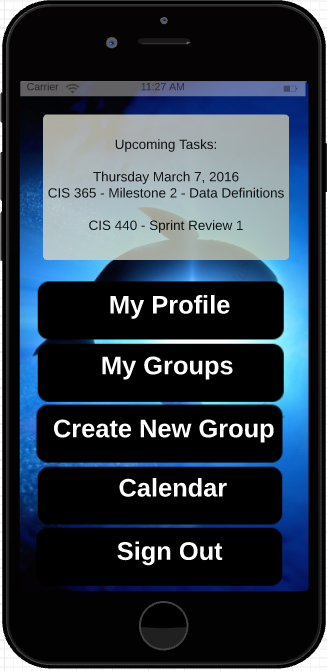 Carrier 11:27 AM
Upcoming Tasks:
Thursday March 7, 2016
CIS 365 - Milestone 2 - Data Definitions
CIS 440 - Sprint Review 1
My Profile
My Groups
Create New Group
Calendar
Sign Out